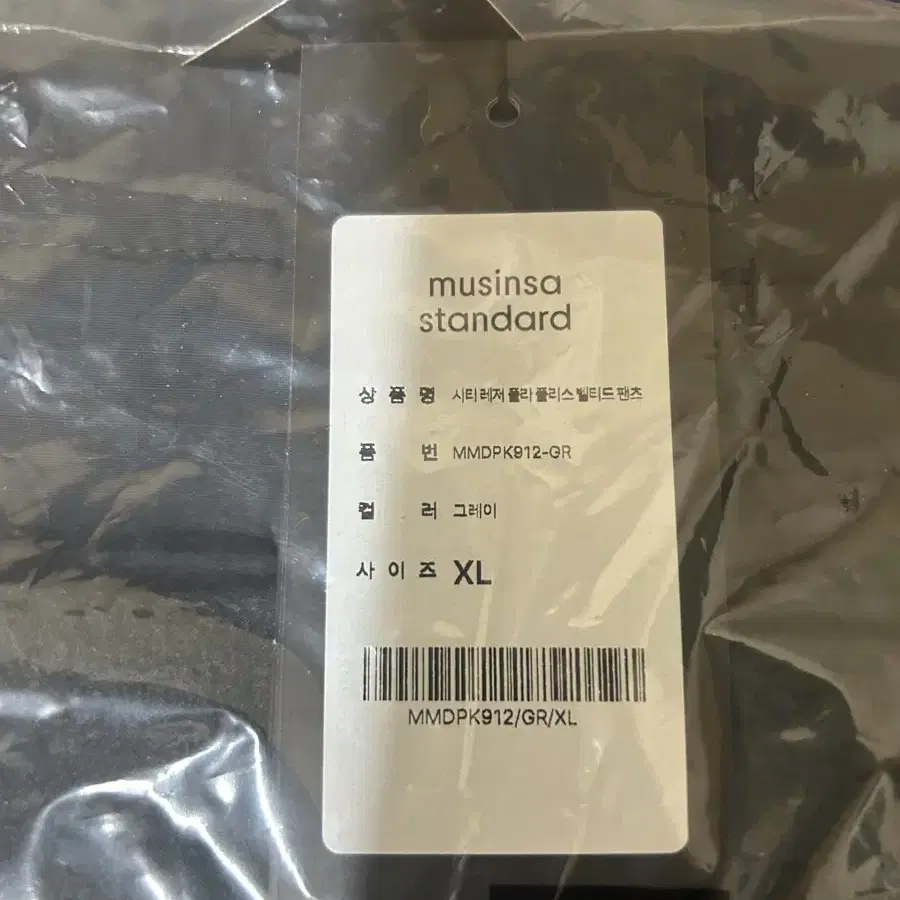 musinsa
standard
상품명 시티 레저 폴라 플리스 벨티드 팬츠
품번 MMDPK912-GR
컬러 그레이
사이즈 XL
MMDPK912/GR/XL